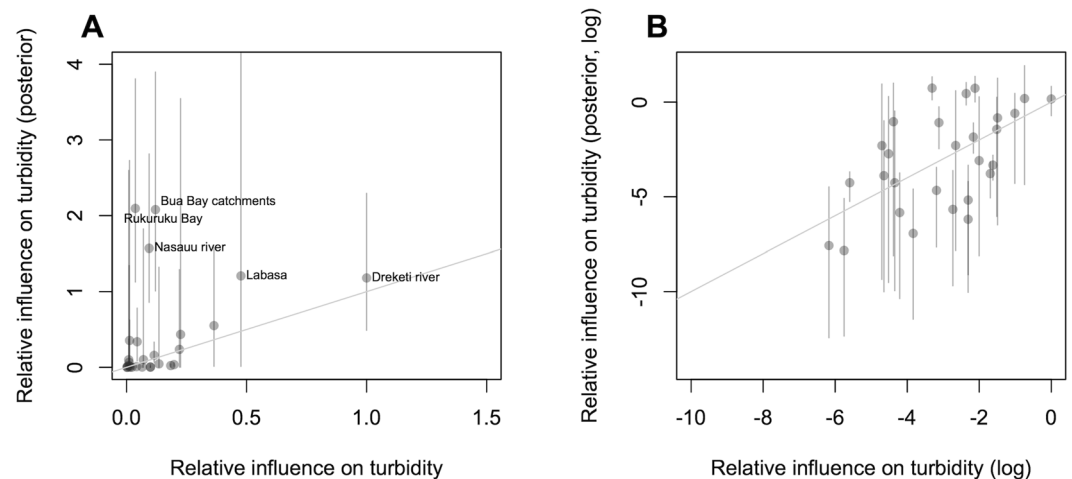 A
Relative influence on turbidity (posterior)
4
3
2
1
0
Bua Bay catchments
Rukuruku Bay
Nasauu river
Labasa
Dreketi river
0.0
0.5
1.0
1.5
Relative influence on turbidity
B
Relative influence on turbidity (posterior, log)
0
-5
-10
-10
-8
-6
-4
-2
0
Relative influence on turbidity (log)